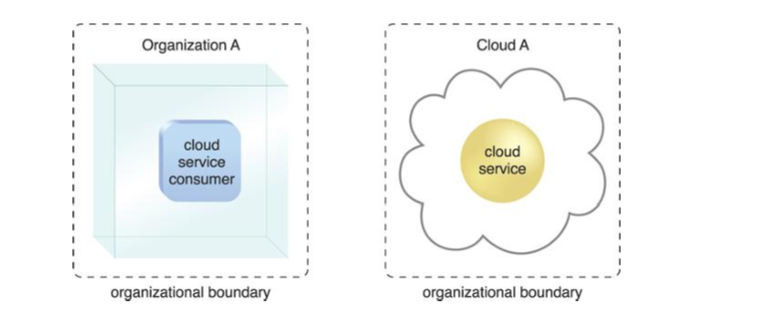 Organization A
cloud
service
consumer
organizational boundary
Cloud A
cloud
service
organizational boundary